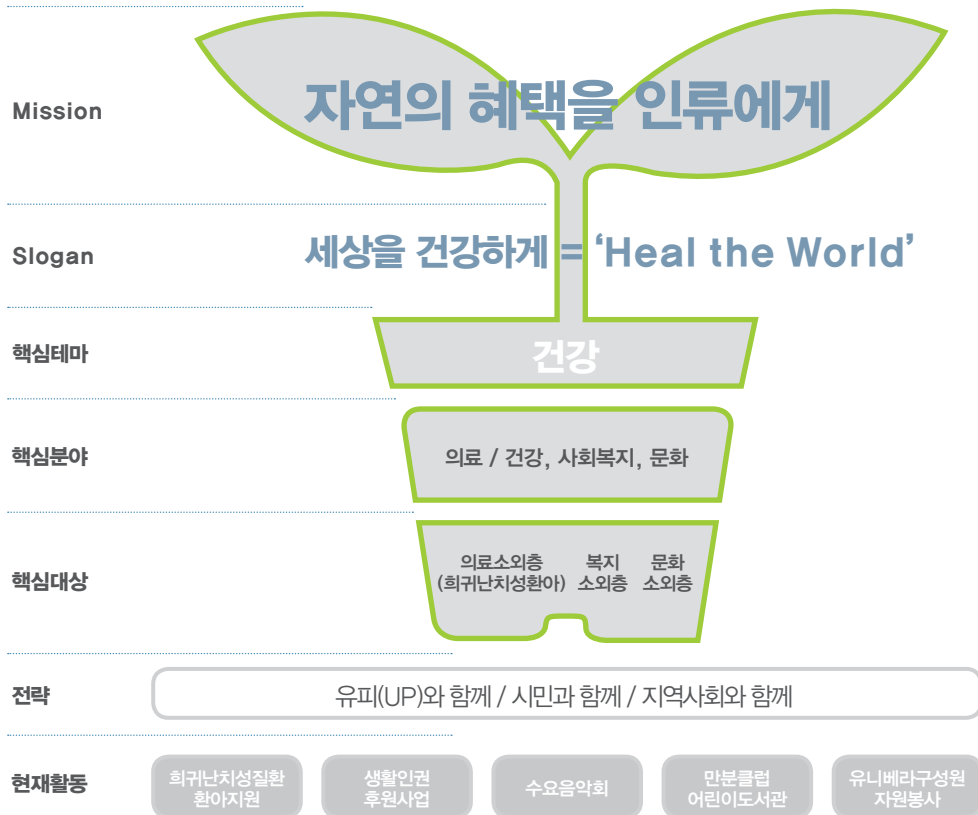 Mission
자연의 혜택을 인류에게
Slogan
세상을 건강하게 = ‘Heal the World’
핵심테마
건강
핵심분야
의료 / 건강, 사회복지, 문화
핵심대상
의료소외층
(희귀난치성환아)
복지
소외층
문화
소외층
전략
유피(UP)와 함께 / 시민과 함께 / 지역사회와 함께
현재활동
희귀난치성질환
환아지원
생활인권
후원사업
수요음악회
만분클럽
어린이도서관
유니베라구성원
자원봉사